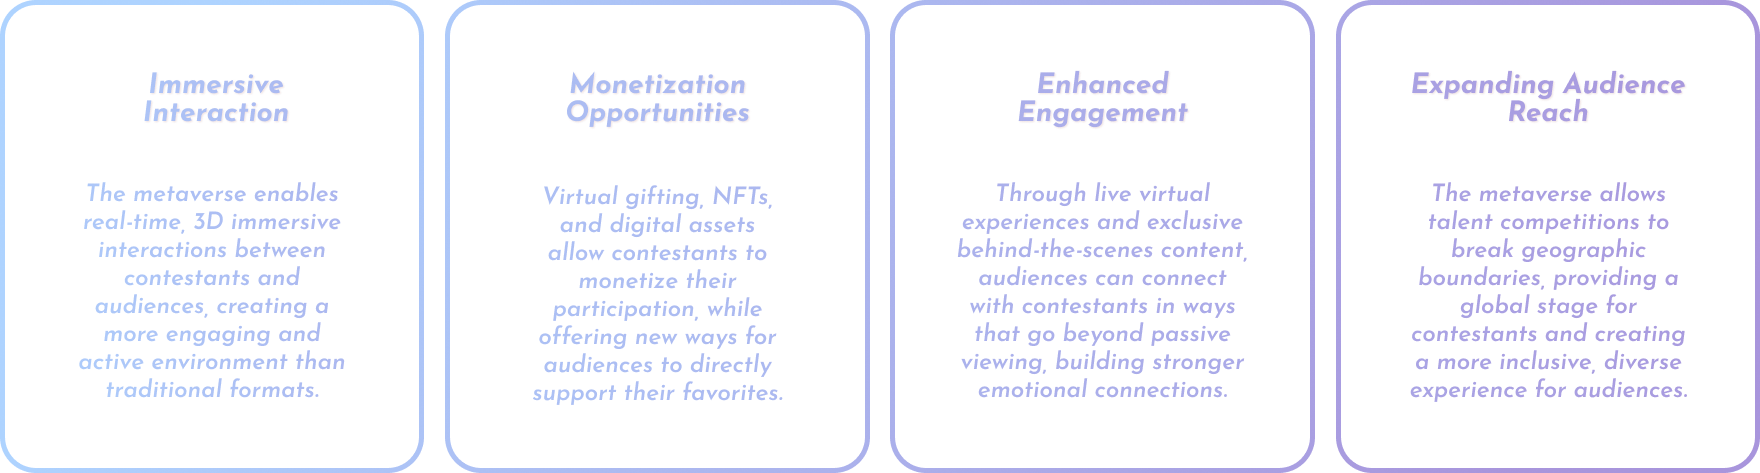 Immersive
Interaction
The metaverse enables
real-time, 3D immersive
interactions between
contestants and
audiences, creating a
more engaging and
active environment than
traditional formats.
Monetization
Opportunities
Virtual gifting, NFTs,
and digital assets
allow contestants to
monetize their
participation, while
offering new ways for
audiences to directly
support their favorites.
Enhanced
Engagement
Through live virtual
experiences and exclusive
behind-the-scenes content,
audiences can connect
with contestants in ways
that go beyond passive
viewing, building stronger
emotional connections.
Expanding Audience
Reach
The metaverse allows
talent competitions to
break geographic
boundaries, providing a
global stage for
contestants and creating
a more inclusive, diverse
experience for audiences.